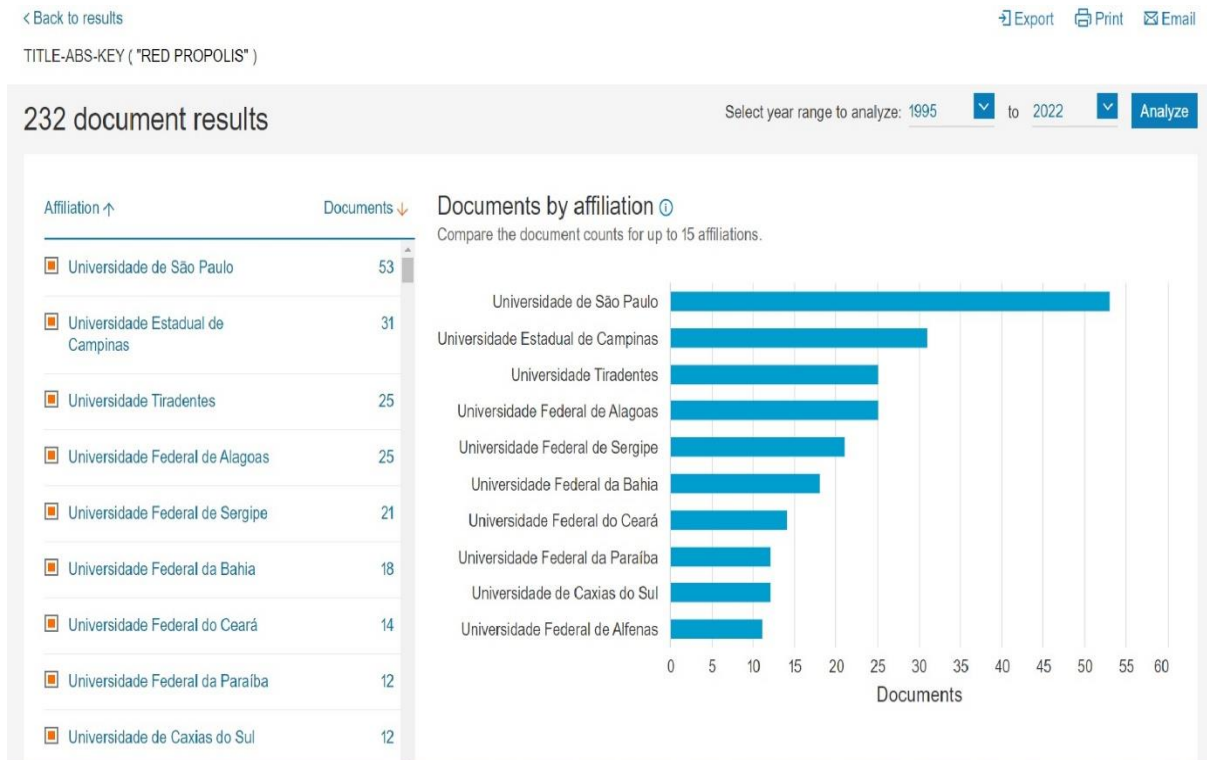 < Back to results
Export Print Email
TITLE-ABS-KEY ( "RED PROPOLIS" )
232 document results
Select year range to analyze: 1995 to 2022 Analyze
Affiliation ↑ Documents ↓
Universidade de São Paulo 53
Universidade Estadual de
Campinas 31
Universidade Tiradentes 25
Universidade Federal de Alagoas 25
Universidade Federal de Sergipe 21
Universidade Federal da Bahia 18
Universidade Federal do Ceará 14
Universidade Federal da Paraíba 12
Universidade de Caxias do Sul 12
Documents by affiliation
Compare the document counts for up to 15 affiliations.
Universidade de São Paulo
Universidade Estadual de Campinas
Universidade Tiradentes
Universidade Federal de Alagoas
Universidade Federal de Sergipe
Universidade Federal da Bahia
Universidade Federal do Ceará
Universidade Federal da Paraíba
Universidade de Caxias do Sul
Universidade Federal de Alfenas
0 5 10 15 20 25 30 35 40 45 50 55 60
Documents